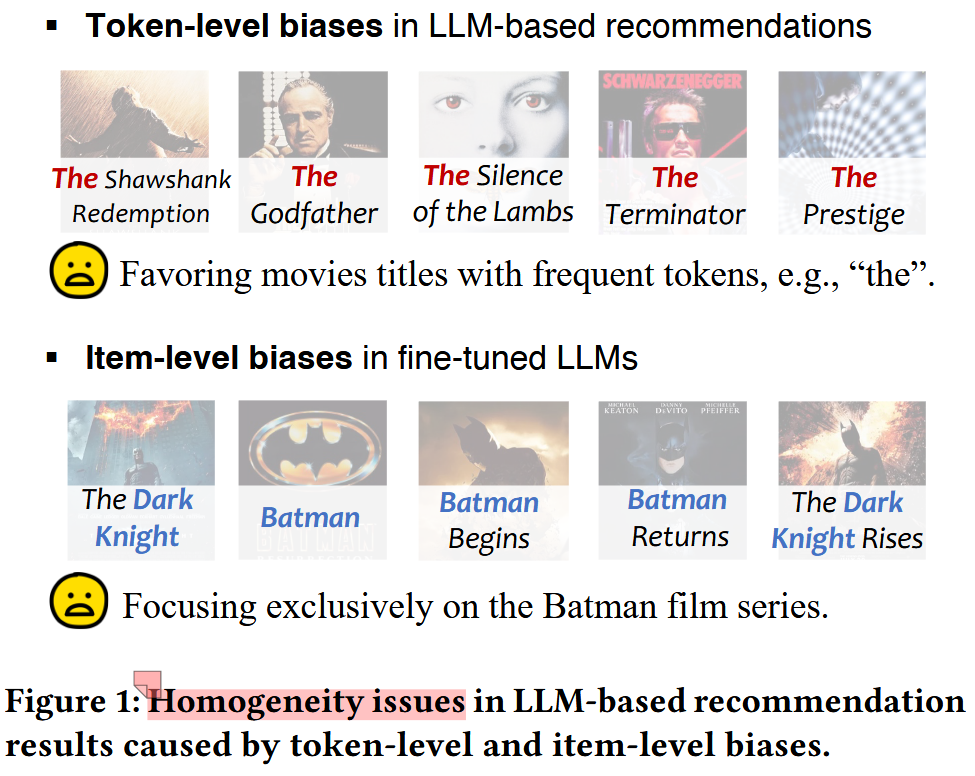 ▪ Token-level biases in LLM-based recommendations
SCHWARZENEGGER
The Shawshank
Redemption
The
Godfather
The Silence
of the Lambs
The
Terminator
The
Prestige
Favoring movies titles with frequent tokens, e.g., “the”.
▪ Item-level biases in fine-tuned LLMs
MICHAEL
KEATON
DANNY
DeVITO
MICHELLE
PFEIFFER
The Dark
Knight
Batman
Batman
Begins
Batman
Returns
The Dark
Knight Rises
Focusing exclusively on the Batman film series.
Figure 1: Homogeneity issues in LLM-based recommendation
results caused by token-level and item-level biases.